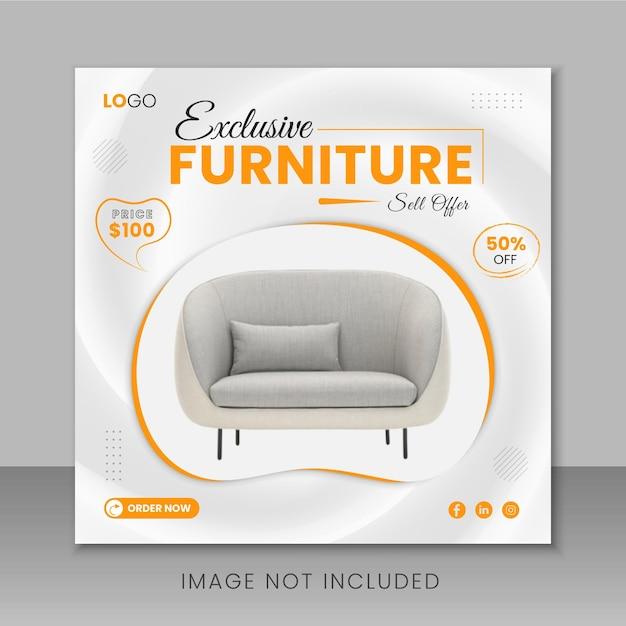 LOGO
Exclusive
FURNITURE
Sell Offer
PRICE
$100
50%
OFF
ORDER NOW
IMAGE NOT INCLUDED